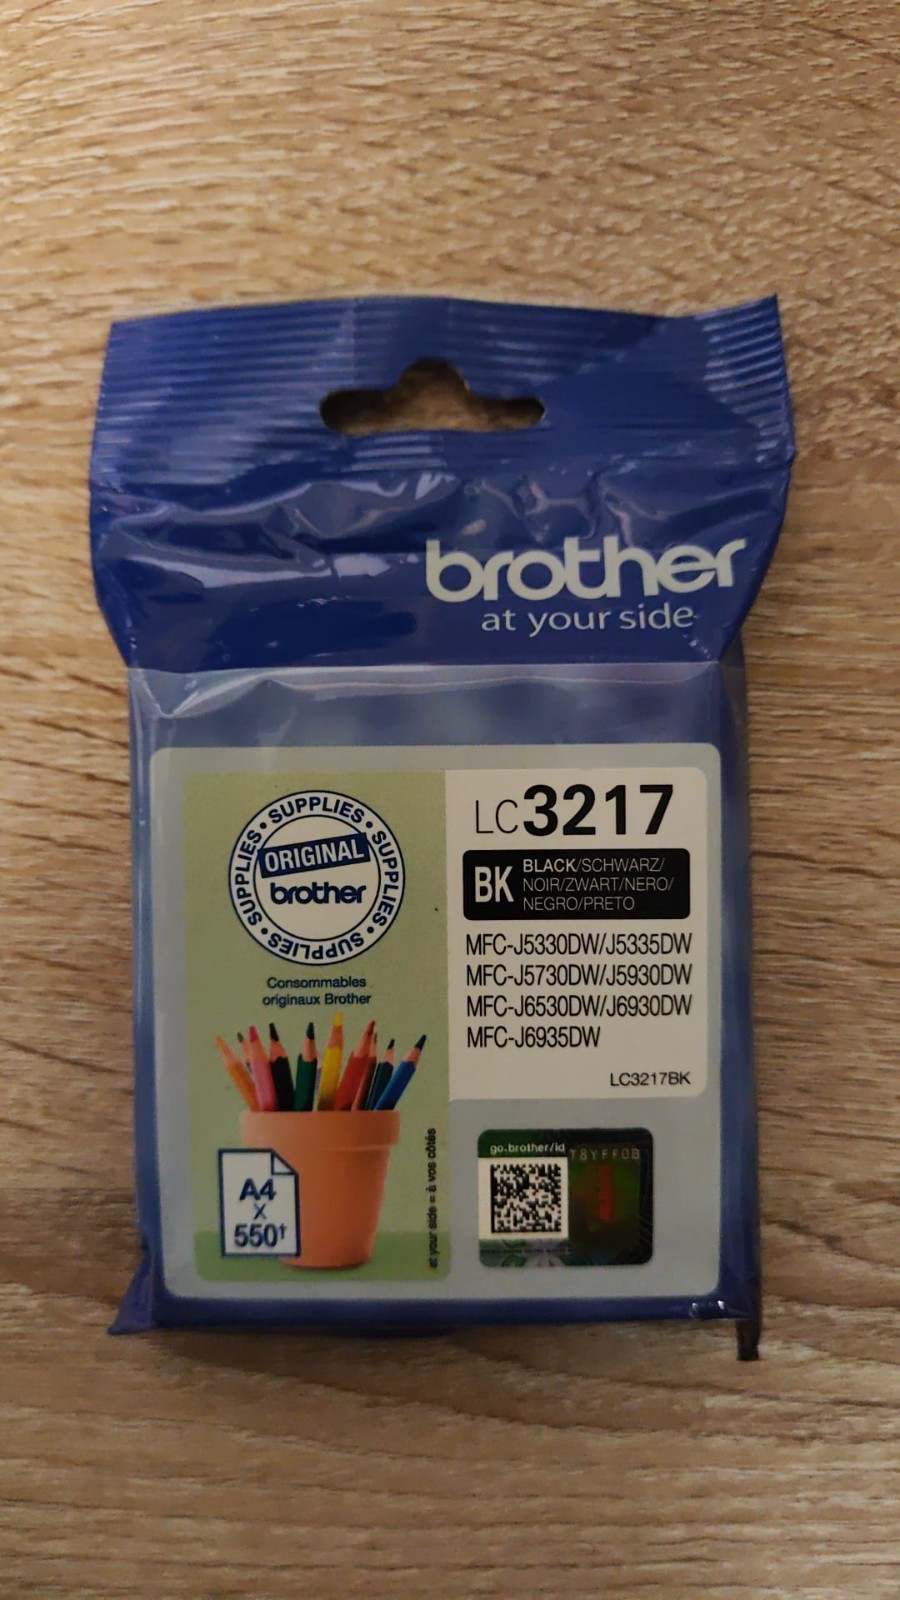 brother
at your side
SUPPLIES • SUPPLIES • SUPPLIES • SUPPLIES •
ORIGINAL
brother
Consommables
originaux Brother
A4
x
550†
at your side = à vos côtés
LC3217
BK
BLACK/SCHWARZ/
NOIR/ZWART/NERO/
NEGRO/PRETO
MFC-J5330DW/J5335DW
MFC-J5730DW/J5930DW
MFC-J6530DW/J6930DW
MFC-J6935DW
LC3217BK
go.brother/id